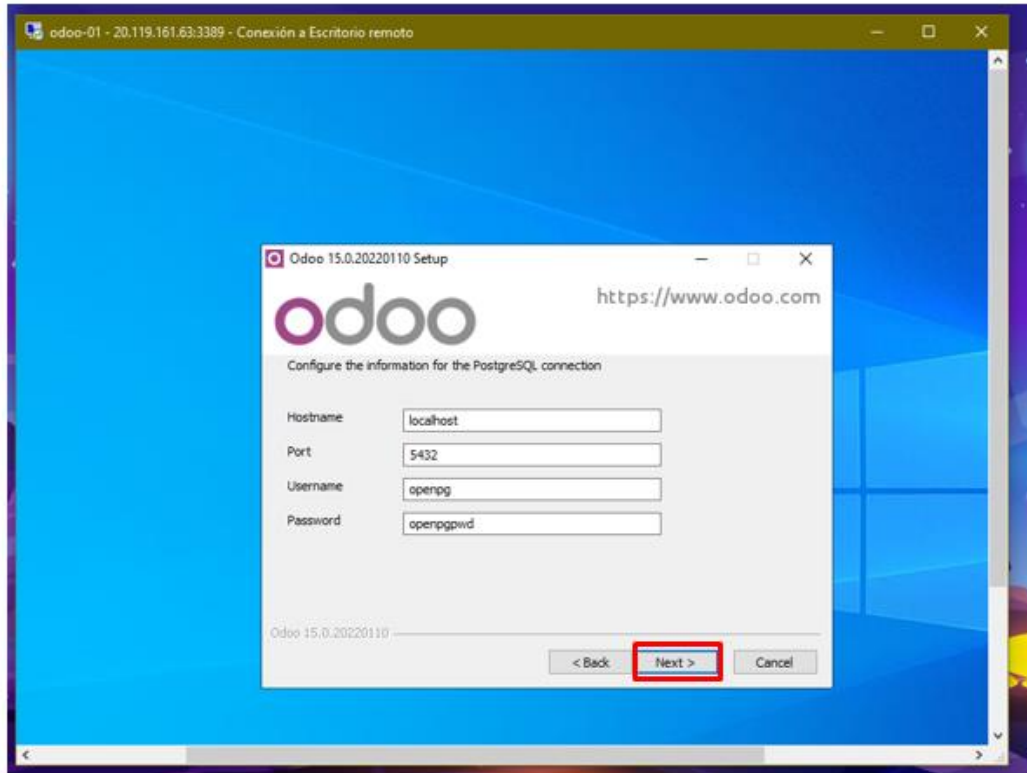 odoo-01 - 20.119.161.63:3389 - Conexión a Escritorio remoto
Odoo 15.0.20220110 Setup
odoo
https://www.odoo.com
Configure the information for the PostgreSQL connection
Hostname localhost
Port 5432
Username openpg
Password openpgpwd
Odoo 15.0.20220110
< Back Next > Cancel